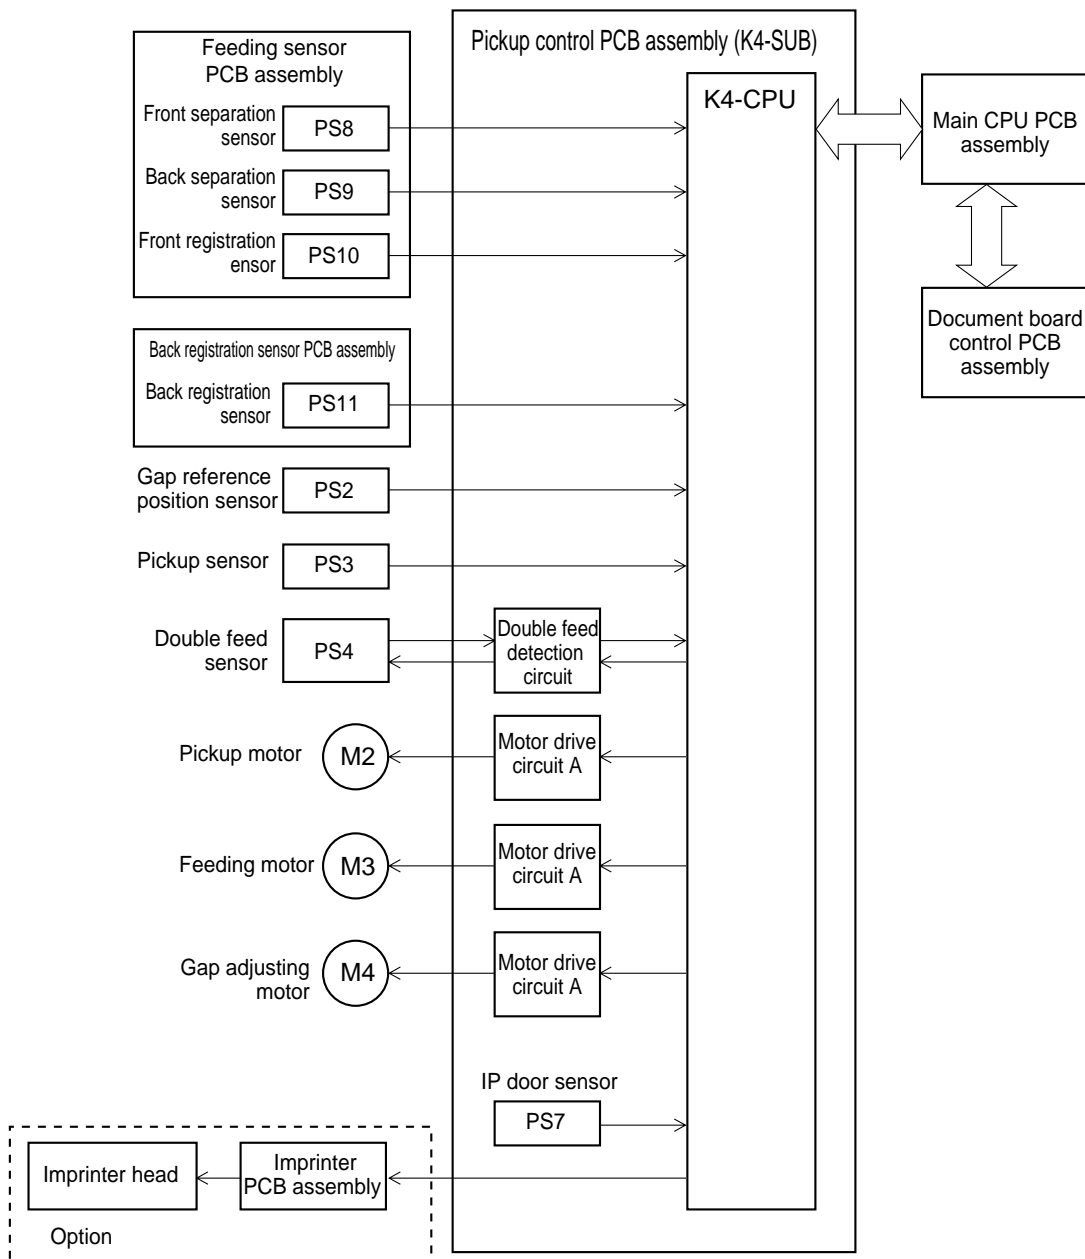 Feeding sensor
PCB assembly
Front separation
sensor
PS8
Back separation
sensor
PS9
Front registration
ensor
PS10
Back registration sensor PCB assembly
Back registration
sensor
PS11
Gap reference
position sensor
PS2
Pickup sensor
PS3
Double feed
sensor
PS4
Pickup motor
M2
Feeding motor
M3
Gap adjusting
motor
M4
Pickup control PCB assembly (K4-SUB)
K4-CPU
Double feed
detection
circuit
Motor drive
circuit A
Motor drive
circuit A
Motor drive
circuit A
IP door sensor
PS7
Main CPU PCB
assembly
Document board
control PCB
assembly
Imprinter head
Imprinter
PCB assembly
Option